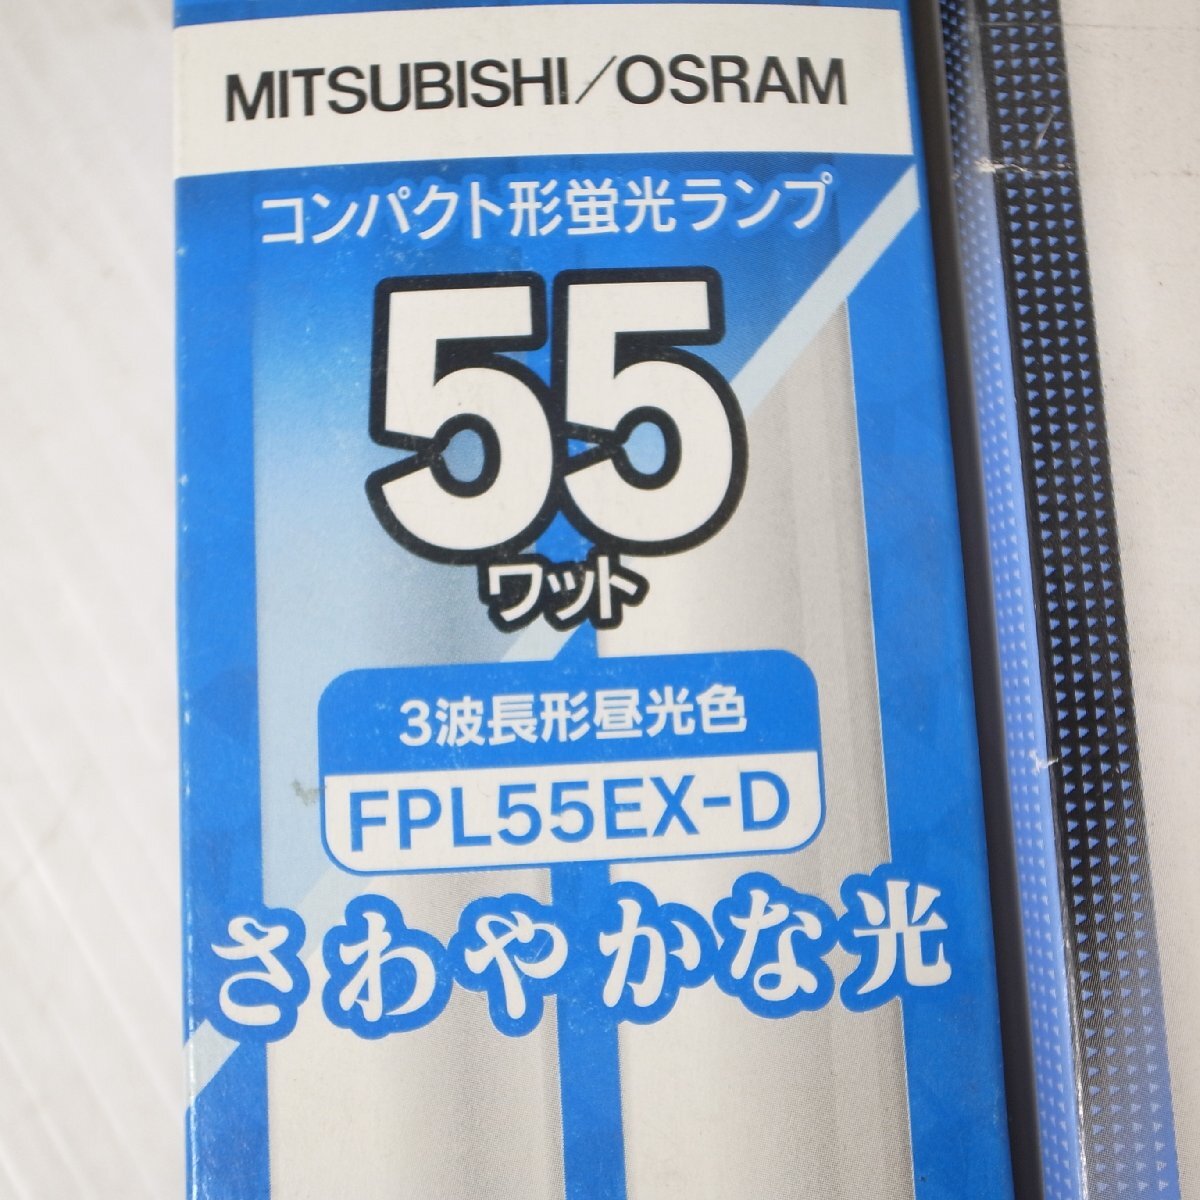 MITSUBISHI/OSRAM
コンパクト形蛍光ランプ
55
ワット
3波長形昼光色
FPL55EX-D
さわやかな光